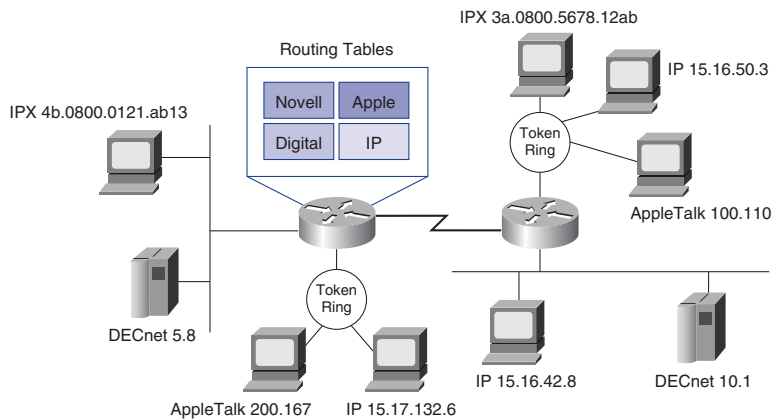 IPX 3a.0800.5678.12ab
Routing Tables
IP 15.16.50.3
Novell
Apple
IPX 4b.0800.0121.ab13
Digital
IP
Token
Ring
AppleTalk 100.110
Token
Ring
DECnet 5.8
IP 15.16.42.8
DECnet 10.1
AppleTalk 200.167
IP 15.17.132.6